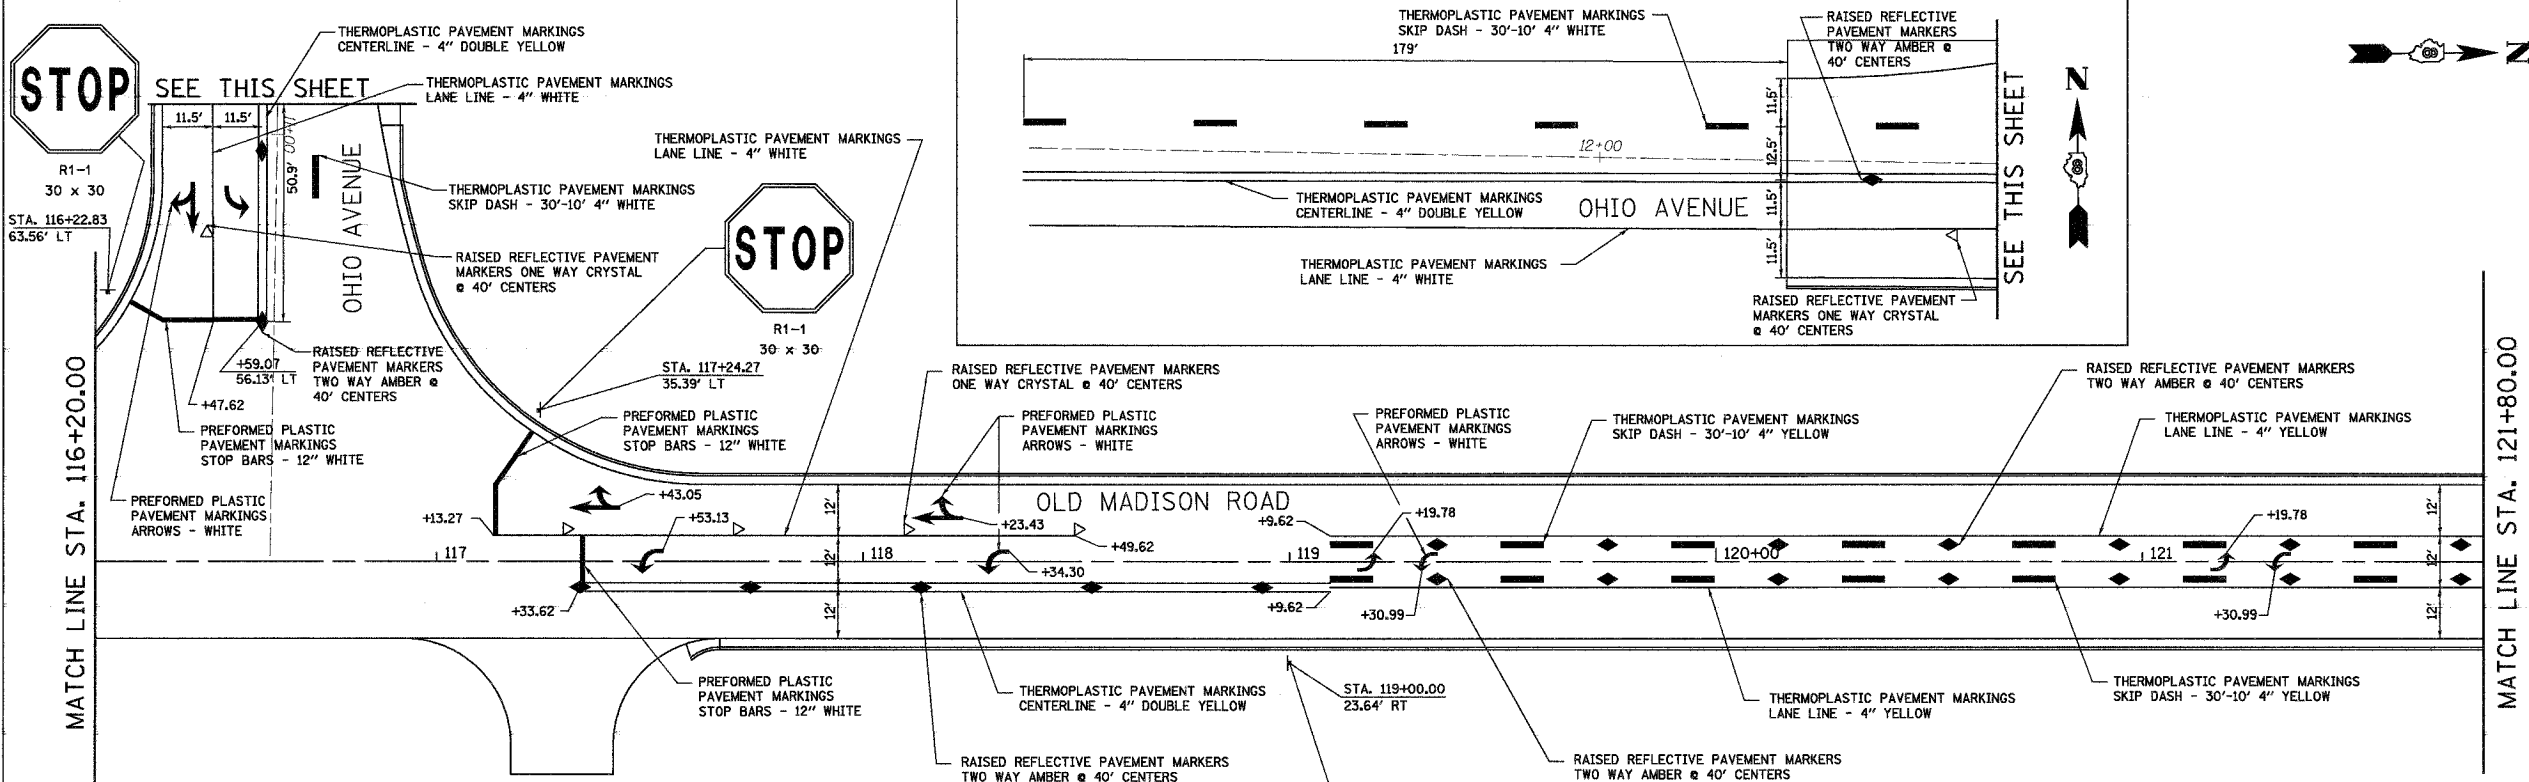 THERMOPLASTIC PAVEMENT MARKINGS
CENTERLINE - 4" DOUBLE YELLOW
STOP
R1-1
30 x 30
STA. 116+22.83
63.56' LT
SEE THIS SHEET
THERMOPLASTIC PAVEMENT MARKINGS
LANE LINE - 4" WHITE
11.5'
11.5'
50.9'
OHIO AVENUE
THERMOPLASTIC PAVEMENT MARKINGS
SKIP DASH - 30'-10' 4" WHITE
RAISED REFLECTIVE PAVEMENT
MARKERS ONE WAY CRYSTAL
@ 40' CENTERS
THERMOPLASTIC PAVEMENT MARKINGS
LANE LINE - 4" WHITE
STOP
R1-1
30 x 30
RAISED REFLECTIVE
PAVEMENT MARKERS
TWO WAY AMBER @
40' CENTERS
+59.07
56.13' LT
+47.62
PREFORMED PLASTIC
PAVEMENT MARKINGS
STOP BARS - 12" WHITE
PREFORMED PLASTIC
PAVEMENT MARKINGS
ARROWS - WHITE
STA. 117+24.27
35.39' LT
PREFORMED PLASTIC
PAVEMENT MARKINGS
STOP BARS - 12" WHITE
THERMOPLASTIC PAVEMENT MARKINGS
SKIP DASH - 30'-10' 4" WHITE
179'
RAISED REFLECTIVE
PAVEMENT MARKERS
TWO WAY AMBER @
40' CENTERS
11.5'
12.5'
11.5'
11.5'
12+00
THERMOPLASTIC PAVEMENT MARKINGS
CENTERLINE - 4" DOUBLE YELLOW
OHIO AVENUE
THERMOPLASTIC PAVEMENT MARKINGS
LANE LINE - 4" WHITE
RAISED REFLECTIVE PAVEMENT
MARKERS ONE WAY CRYSTAL
@ 40' CENTERS
SEE THIS SHEET
N
N
RAISED REFLECTIVE PAVEMENT MARKERS
ONE WAY CRYSTAL @ 40' CENTERS
PREFORMED PLASTIC
PAVEMENT MARKINGS
ARROWS - WHITE
PREFORMED PLASTIC
PAVEMENT MARKINGS
ARROWS - WHITE
THERMOPLASTIC PAVEMENT MARKINGS
SKIP DASH - 30'-10' 4" YELLOW
RAISED REFLECTIVE PAVEMENT MARKERS
TWO WAY AMBER @ 40' CENTERS
THERMOPLASTIC PAVEMENT MARKINGS
LANE LINE - 4" YELLOW
MATCH LINE STA. 116+20.00
MATCH LINE STA. 121+80.00
OLD MADISON ROAD
+13.27
+43.05
+53.13
+23.43
+49.62
+34.30
+9.62
+19.78
+19.78
12'
12'
12'
12'
12'
12'
117
118
119
120+00
121
+33.62
+9.62
+30.99
+30.99
PREFORMED PLASTIC
PAVEMENT MARKINGS
STOP BARS - 12" WHITE
THERMOPLASTIC PAVEMENT MARKINGS
CENTERLINE - 4" DOUBLE YELLOW
STA. 119+00.00
23.64' RT
THERMOPLASTIC PAVEMENT MARKINGS
LANE LINE - 4" YELLOW
THERMOPLASTIC PAVEMENT MARKINGS
SKIP DASH - 30'-10' 4" YELLOW
RAISED REFLECTIVE PAVEMENT MARKERS
TWO WAY AMBER @ 40' CENTERS
RAISED REFLECTIVE PAVEMENT MARKERS
TWO WAY AMBER @ 40' CENTERS